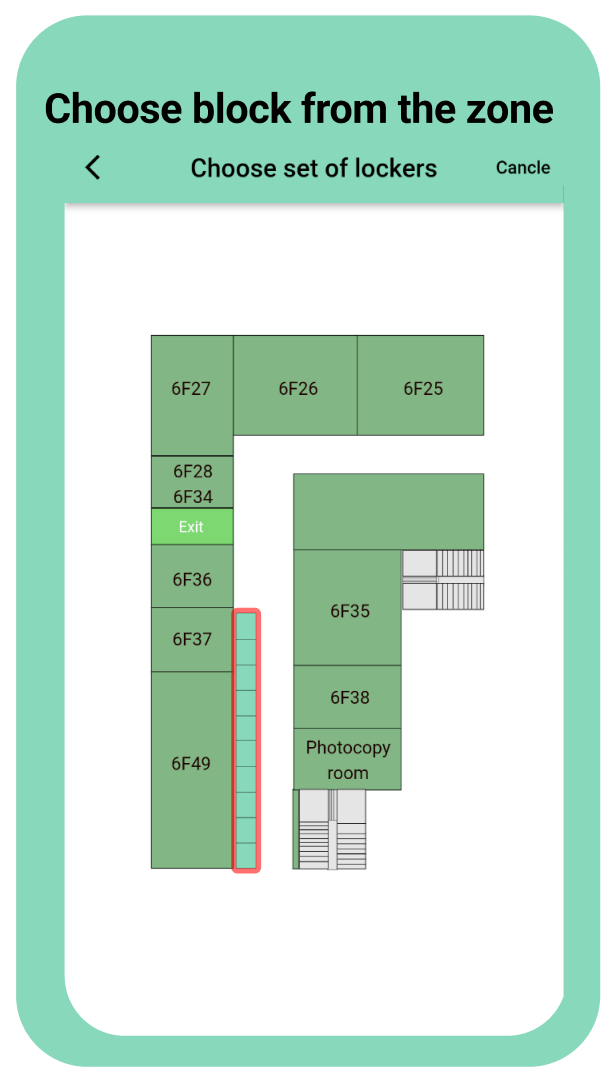 Choose block from the zone
Choose set of lockers
Cancle
6F27
6F26
6F25
6F28
6F34
Exit
6F36
6F35
6F37
6F38
Photocopy
room
6F49